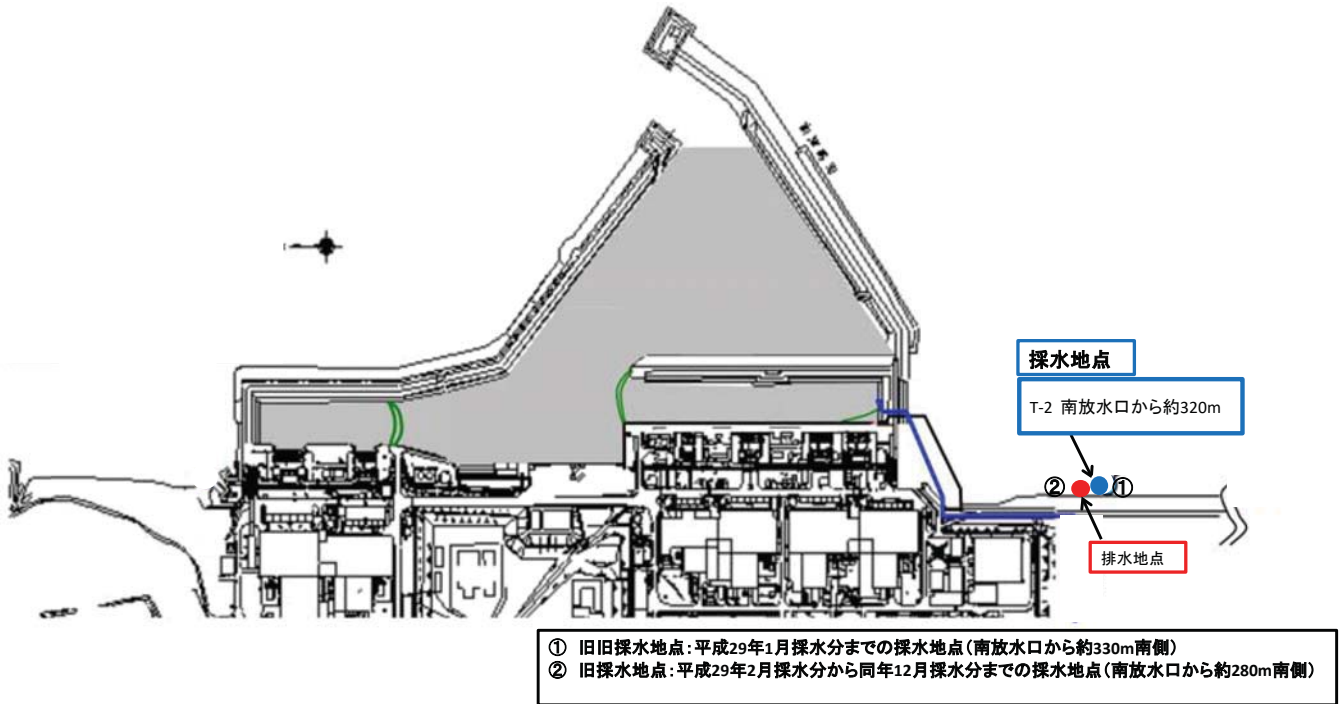 採水地点
T-2 南放水口から約320m
② ①
排水地点
① 旧旧採水地点:平成29年1月採水分までの採水地点(南放水口から約330m南側)
② 旧採水地点:平成29年2月採水分から同年12月採水分までの採水地点(南放水口から約280m南側)